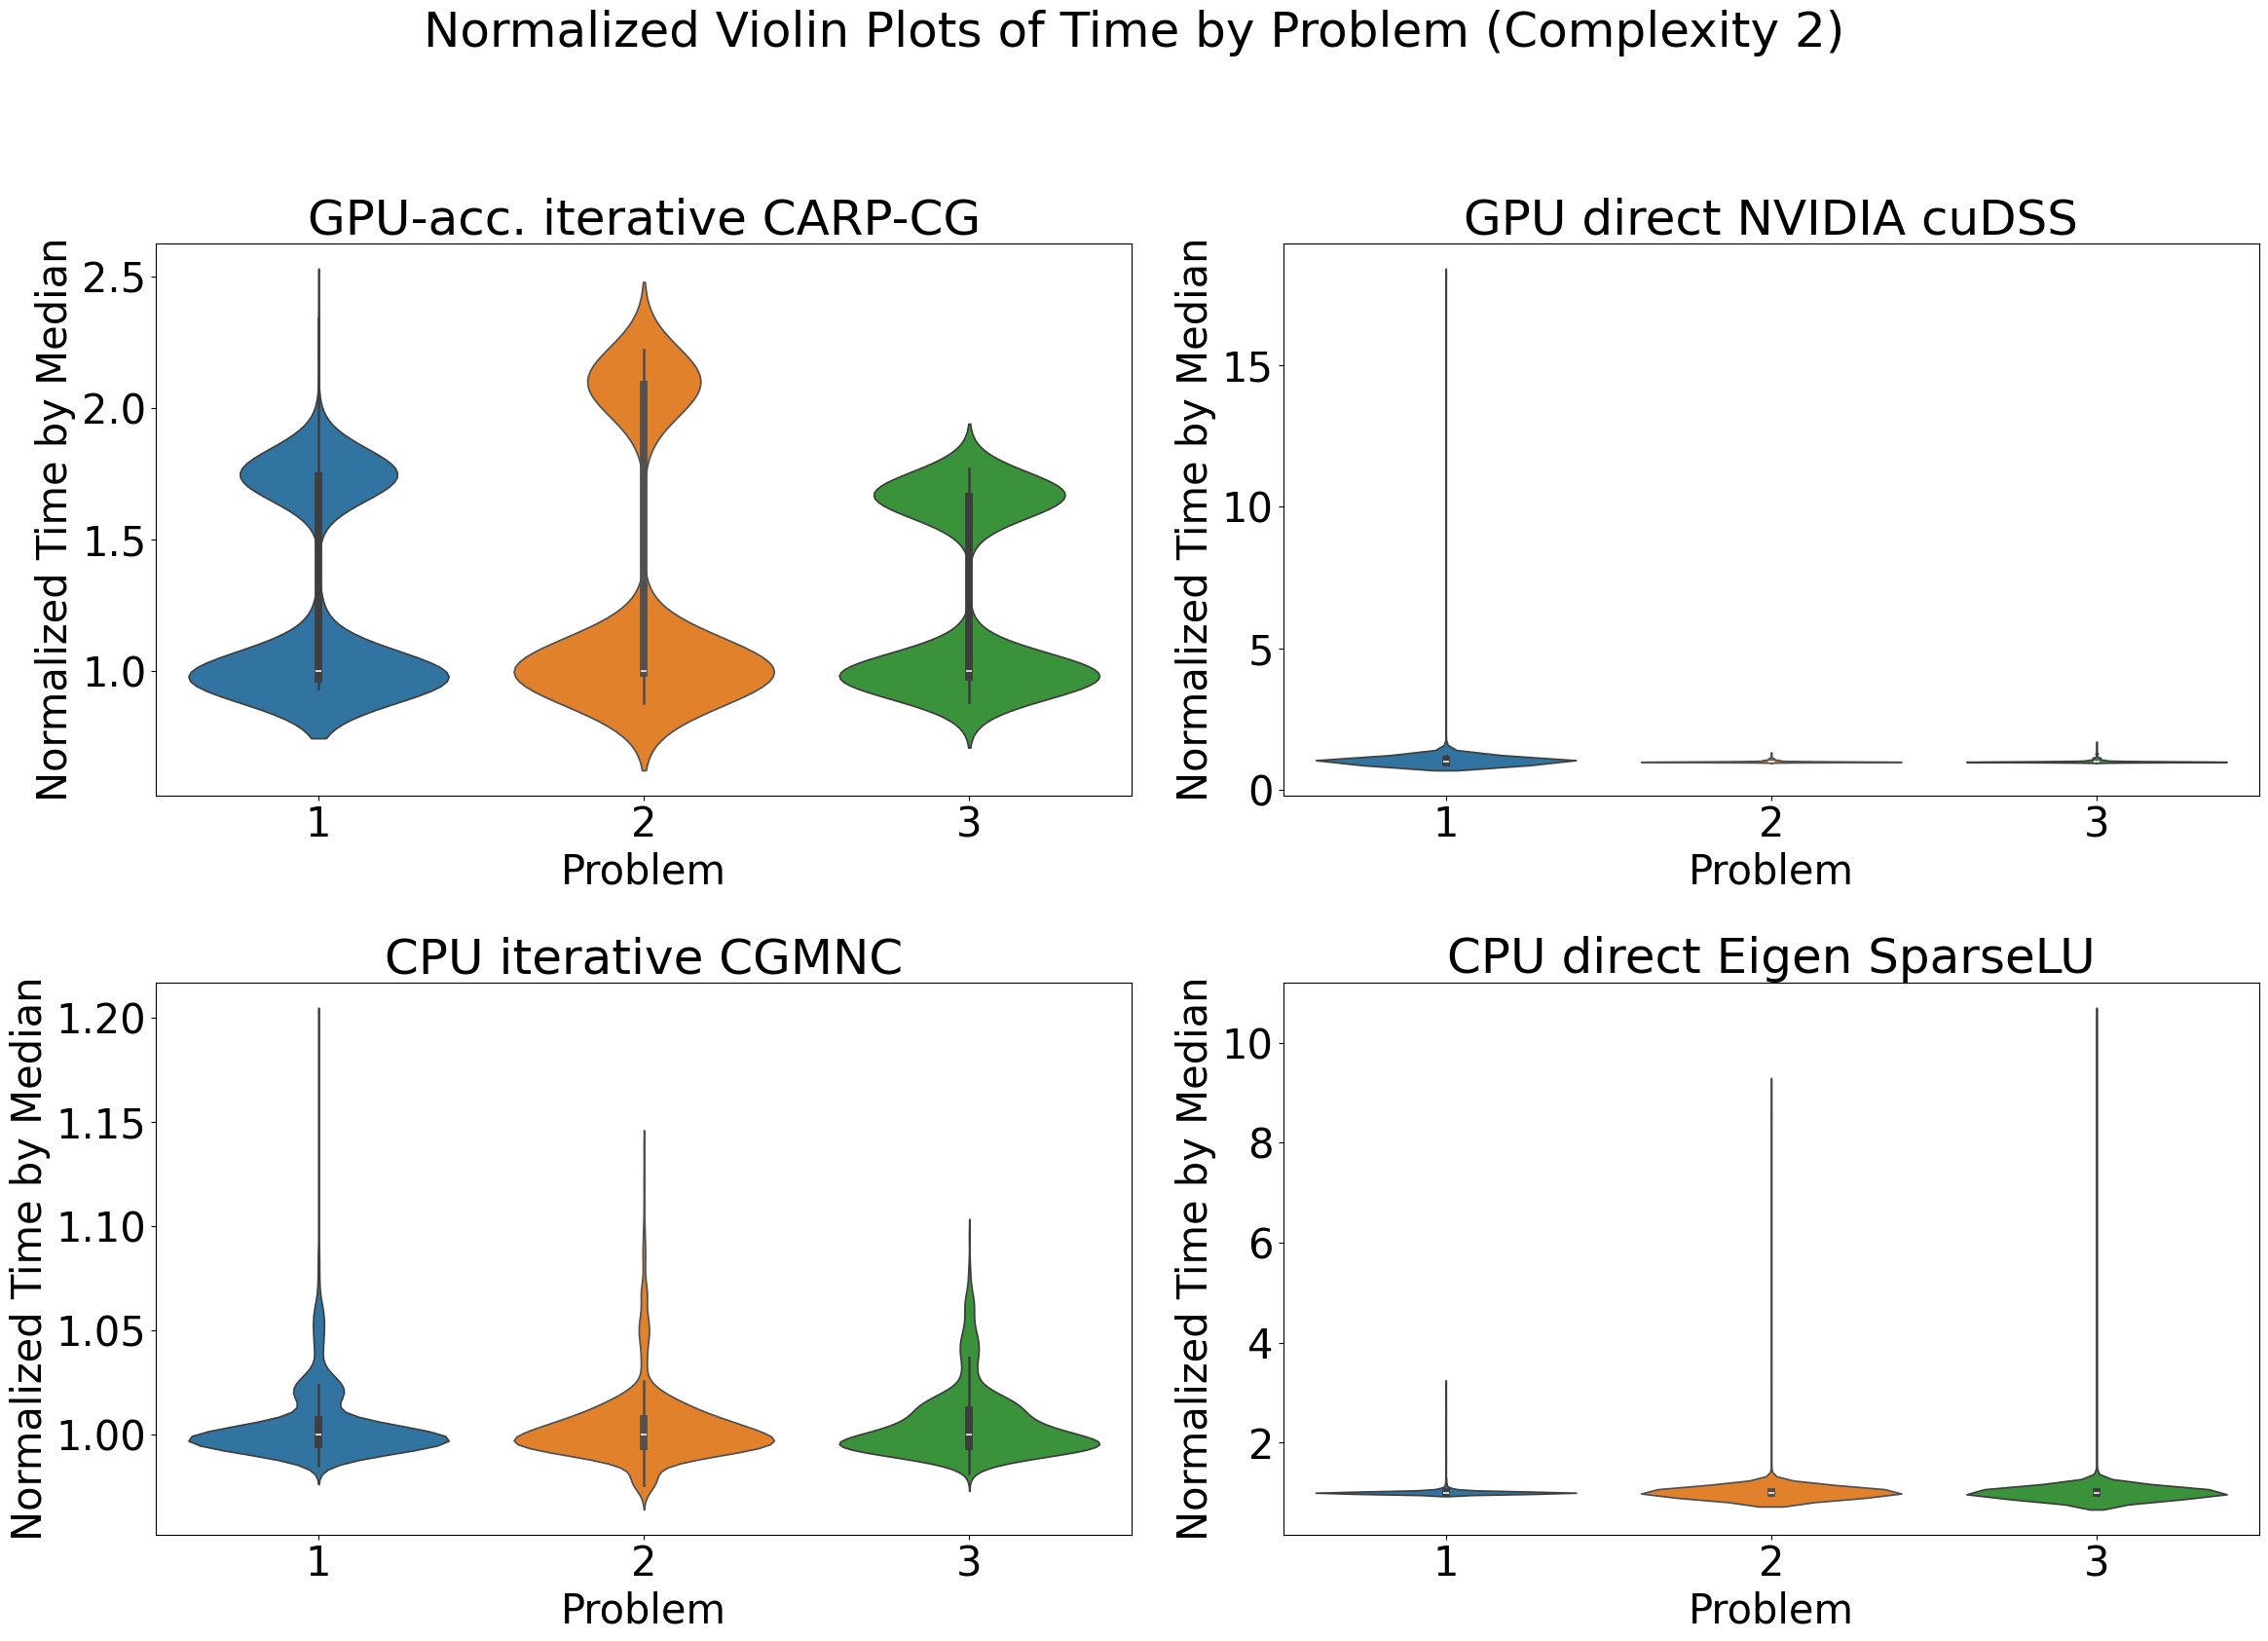 Normalized Violin Plots of Time by Problem (Complexity 2)
GPU-acc. iterative CARP-CG
Normalized Time by Median
2.5
2.0
1.5
1.0
1 2 3
Problem
GPU direct NVIDIA cuDSS
Normalized Time by Median
15
10
5
0
1 2 3
Problem
CPU iterative CGMNC
Normalized Time by Median
1.20
1.15
1.10
1.05
1.00
1 2 3
Problem
CPU direct Eigen SparseLU
Normalized Time by Median
10
8
6
4
2
1 2 3
Problem